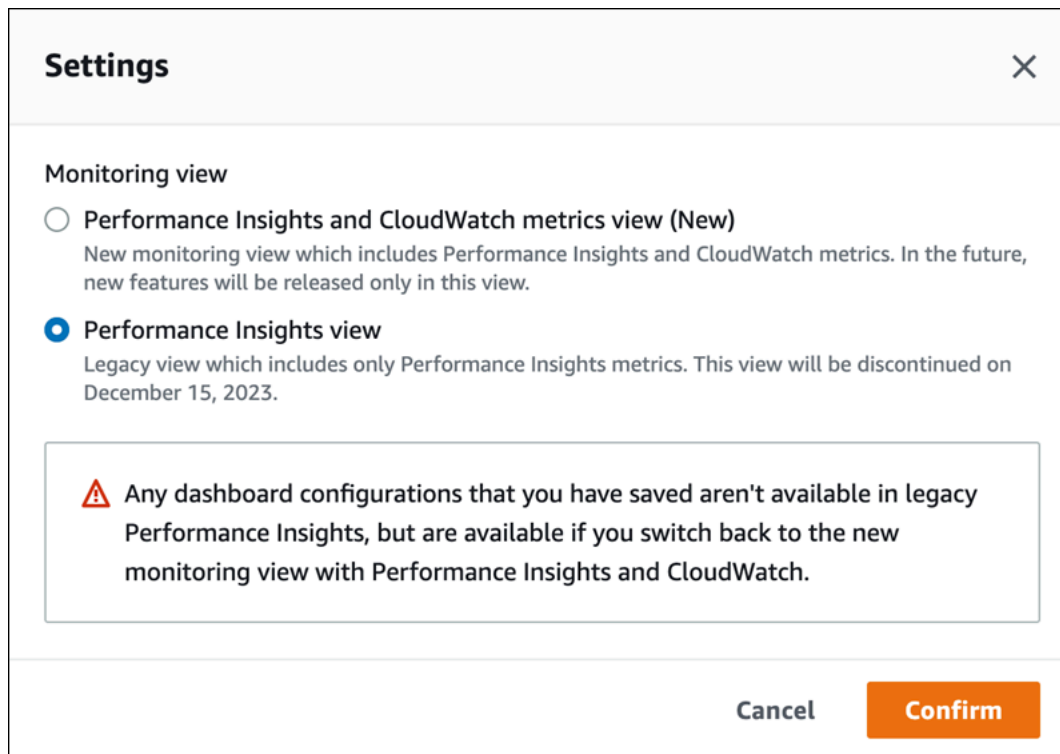 Settings
Monitoring view
Performance Insights and CloudWatch metrics view (New)
New monitoring view which includes Performance Insights and CloudWatch metrics. In the future,
new features will be released only in this view.
Performance Insights view
Legacy view which includes only Performance Insights metrics. This view will be discontinued on
December 15, 2023.
Any dashboard configurations that you have saved aren't available in legacy
Performance Insights, but are available if you switch back to the new
monitoring view with Performance Insights and CloudWatch.
Cancel
Confirm